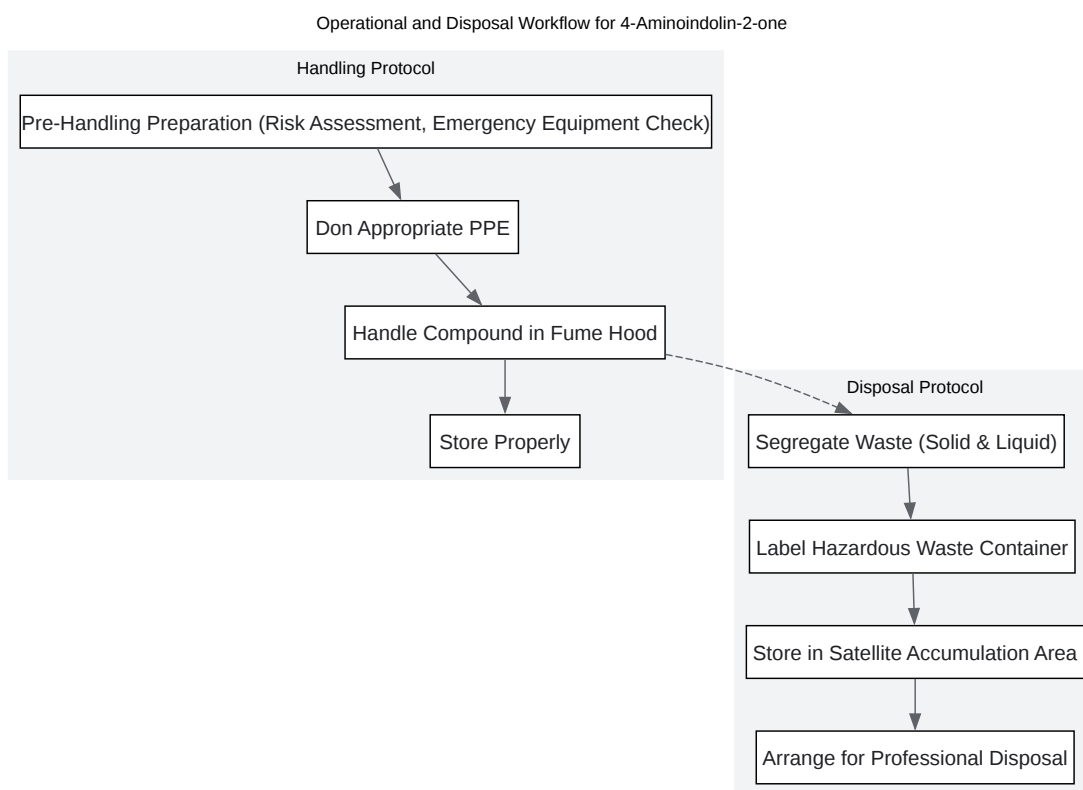 Operational and Disposal Workflow for 4-Aminoindolin-2-one
Handling Protocol
Pre-Handling Preparation (Risk Assessment, Emergency Equipment Check)
Don Appropriate PPE
Handle Compound in Fume Hood
Store Properly
Disposal Protocol
Segregate Waste (Solid & Liquid)
Label Hazardous Waste Container
Store in Satellite Accumulation Area
Arrange for Professional Disposal